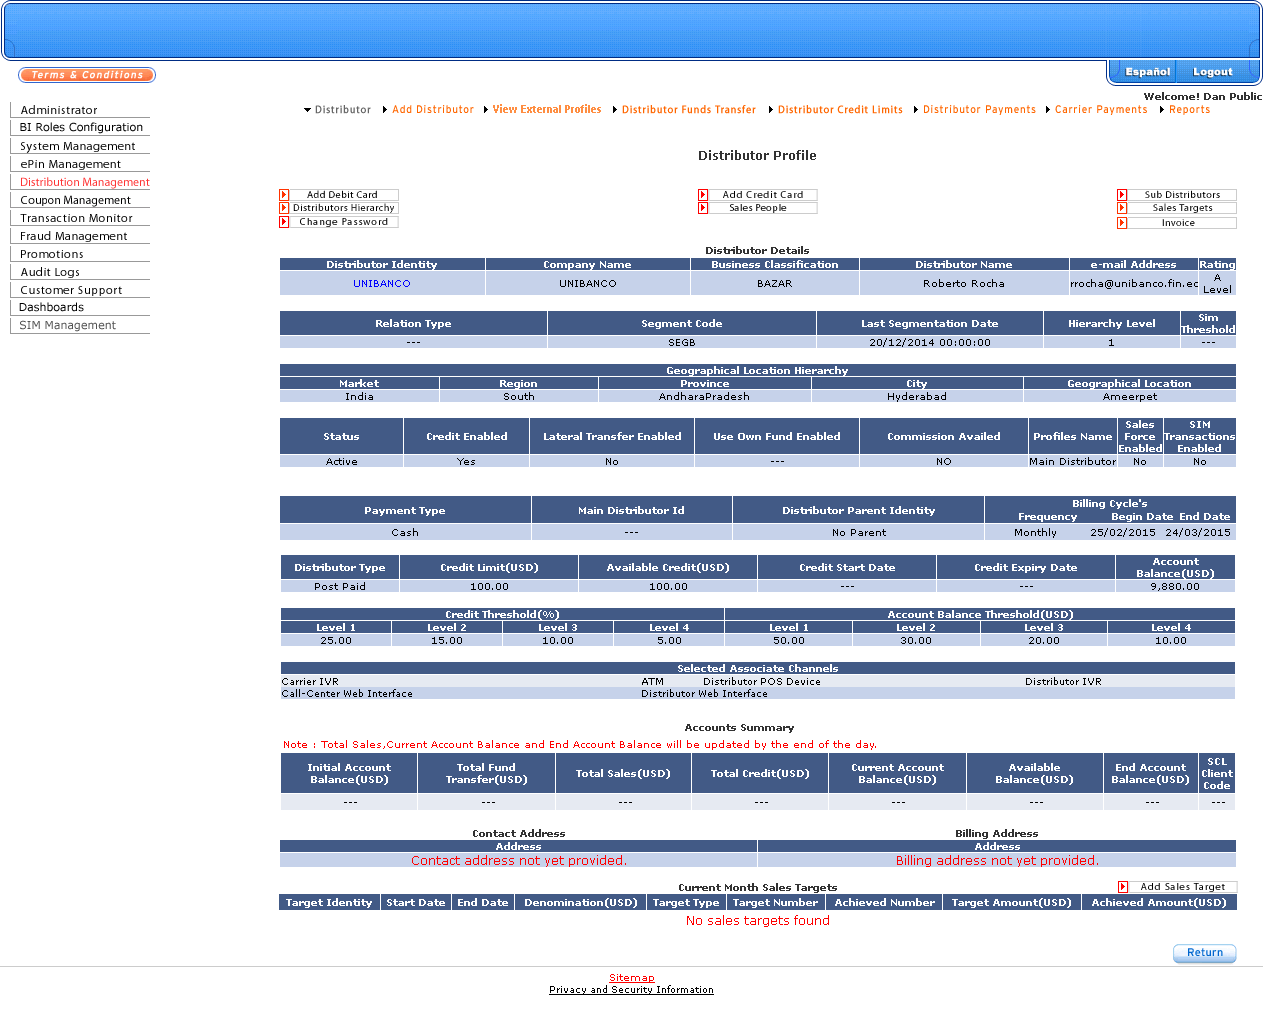 Terms & Conditions
Español Logout
Welcome! Dan Public
Administrator
BI Roles Configuration
System Management
ePin Management
Distribution Management
Coupon Management
Transaction Monitor
Fraud Management
Promotions
Audit Logs
Customer Support
Dashboards
SIM Management
Distributor Add Distributor View External Profiles Distributor Funds Transfer Distributor Credit Limits Distributor Payments Carrier Payments Reports
Distributor Profile
Add Debit Card Add Credit Card Sub Distributors
Distributors Hierarchy Sales People Sales Targets
Change Password Invoice
Distributor Details
Distributor Identity Company Name Business Classification Distributor Name e-mail Address Rating
UNIBANCO UNIBANCO BAZAR Roberto Rocha rrocha@unibanco.fin.ec A Level
Relation Type Segment Code Last Segmentation Date Hierarchy Level Sim Threshold
--- SEGB 20/12/2014 00:00:00 1 ---
Geographical Location Hierarchy
Market Region Province City Geographical Location
India South AndharaPradesh Hyderabad Ameerpet
Status Credit Enabled Lateral Transfer Enabled Use Own Fund Enabled Commission Availed Profiles Name Sales Force Enabled SIM Transactions Enabled
Active Yes No --- NO Main Distributor No No
Payment Type Main Distributor Id Distributor Parent Identity Billing Cycle's
Frequency Begin Date End Date
Cash --- No Parent Monthly 25/02/2015 24/03/2015
Distributor Type Credit Limit(USD) Available Credit(USD) Credit Start Date Credit Expiry Date Account Balance(USD)
Post Paid 100.00 100.00 --- --- 9,880.00
Credit Threshold(%) Account Balance Threshold(USD)
Level 1 Level 2 Level 3 Level 4 Level 1 Level 2 Level 3 Level 4
25.00 15.00 10.00 5.00 50.00 30.00 20.00 10.00
Selected Associate Channels
Carrier IVR ATM Distributor POS Device Distributor IVR
Call-Center Web Interface Distributor Web Interface
Accounts Summary
Note : Total Sales,Current Account Balance and End Account Balance will be updated by the end of the day.
Initial Account Balance(USD) Total Fund Transfer(USD) Total Sales(USD) Total Credit(USD) Current Account Balance(USD) Available Balance(USD) End Account Balance(USD) SCL Client Code
--- --- --- --- --- --- --- ---
Contact Address Billing Address
Address Address
Contact address not yet provided. Billing address not yet provided.
Current Month Sales Targets Add Sales Target
Target Identity Start Date End Date Denomination(USD) Target Type Target Number Achieved Number Target Amount(USD) Achieved Amount(USD)
No sales targets found
Return
Sitemap
Privacy and Security Information